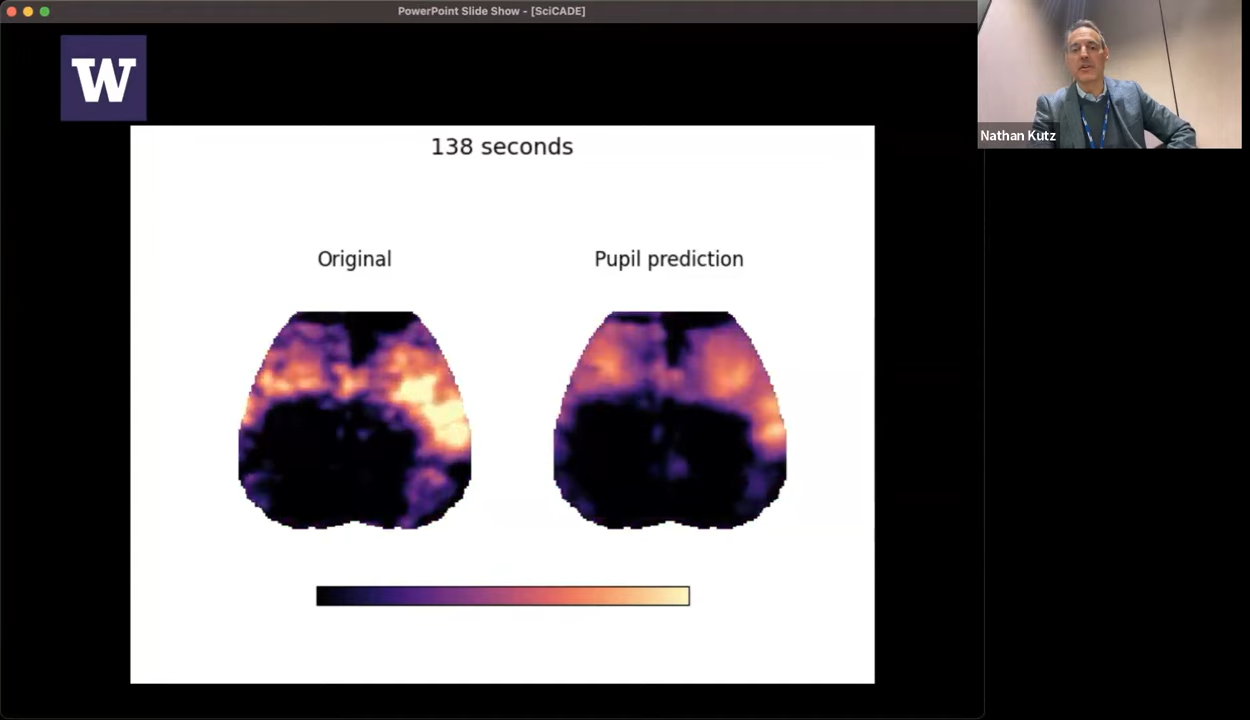 PowerPoint Slide Show - [SciCADE]
W
Nathan Kutz
138 seconds
Original
Pupil prediction